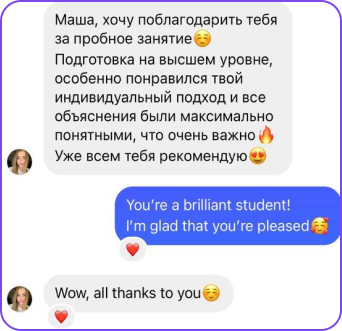 Маша, хочу поблагодарить тебя
за пробное занятие☺️
Подготовка на высшем уровне,
особенно понравился твой
индивидуальный подход и все
объяснения были максимально
понятными, что очень важно🔥
Уже всем тебя рекомендую😍
You’re a brilliant student!
I’m glad that you’re pleased🥰
Wow, all thanks to you☺️